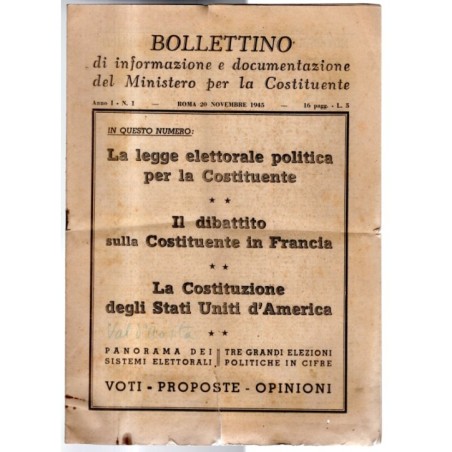 BOLLETTINO
di informazione e documentazione
del Ministero per la Costituente
Anno I - N. 1 — ROMA 20 NOVEMBRE 1945 — 16 pagg. - L. 5
IN QUESTO NUMERO:
La legge elettorale politica
per la Costituente
★ ★
Il dibattito
sulla Costituente in Francia
★ ★
La Costituzione
degli Stati Uniti d'America
★ ★
PANORAMA DEI
SISTEMI ELETTORALI
TRE GRANDI ELEZIONI
POLITICHE IN CIFRE
VOTI - PROPOSTE - OPINIONI